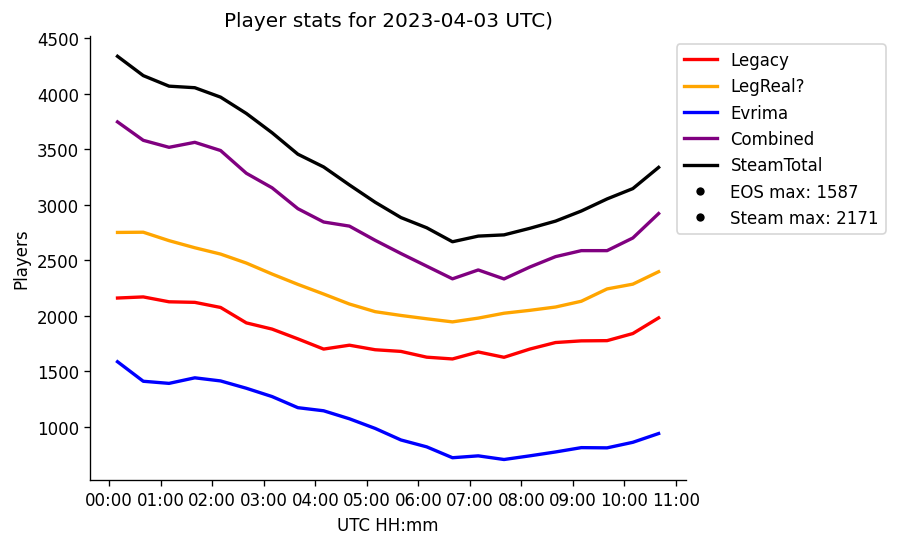 Player stats for 2023-04-03 UTC)
4500
4000
3500
3000
2500
2000
1500
1000
Players
00:00 01:00 02:00 03:00 04:00 05:00 06:00 07:00 08:00 09:00 10:00 11:00
UTC HH:mm
Legacy
LegReal?
Evrima
Combined
SteamTotal
EOS max: 1587
Steam max: 2171